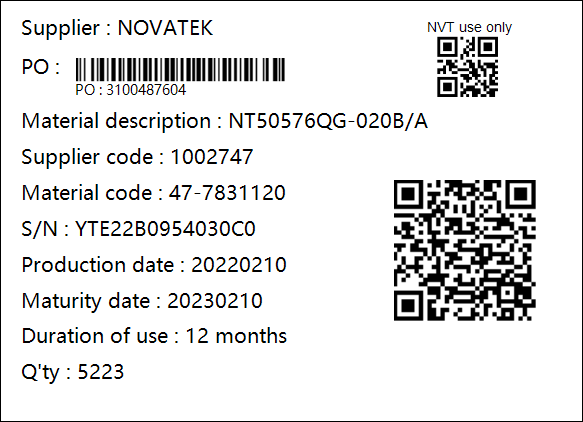 Supplier : NOVATEK
NVT use only
PO :
PO : 3100487604
Material description : NT50576QG-020B/A
Supplier code : 1002747
Material code : 47-7831120
S/N : YTE22B0954030C0
Production date : 20220210
Maturity date : 20230210
Duration of use : 12 months
Q'ty : 5223